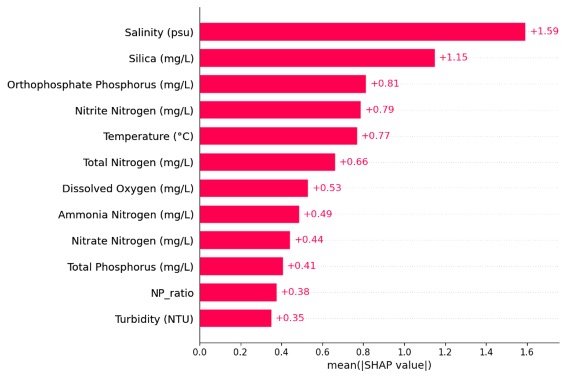 Salinity (psu) +1.59
Silica (mg/L) +1.15
Orthophosphate Phosphorus (mg/L) +0.81
Nitrite Nitrogen (mg/L) +0.79
Temperature (°C) +0.77
Total Nitrogen (mg/L) +0.66
Dissolved Oxygen (mg/L) +0.53
Ammonia Nitrogen (mg/L) +0.49
Nitrate Nitrogen (mg/L) +0.44
Total Phosphorus (mg/L) +0.41
NP_ratio +0.38
Turbidity (NTU) +0.35
0.0 0.2 0.4 0.6 0.8 1.0 1.2 1.4 1.6
mean(|SHAP value|)